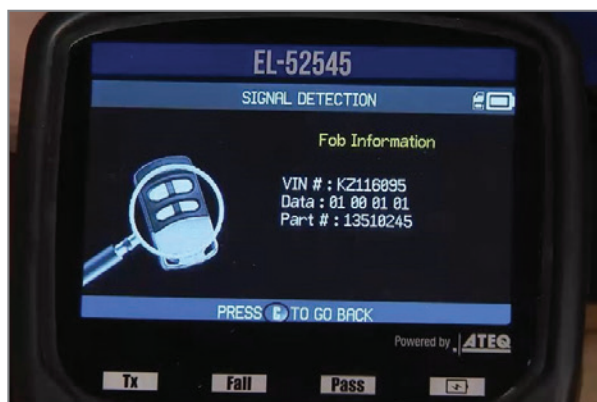 EL-52545
SIGNAL DETECTION
Fob Information
VIN # : KZ116095
Data : 01 00 01 01
Part # : 13510245
PRESS C TO GO BACK
Powered by ATEQ
Tx Fail Pass